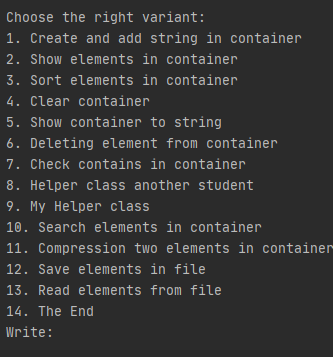 Choose the right variant:
1. Create and add string in container
2. Show elements in container
3. Sort elements in container
4. Clear container
5. Show container to string
6. Deleting element from container
7. Check contains in container
8. Helper class another student
9. My Helper class
10. Search elements in container
11. Compression two elements in container
12. Save elements in file
13. Read elements from file
14. The End
Write: